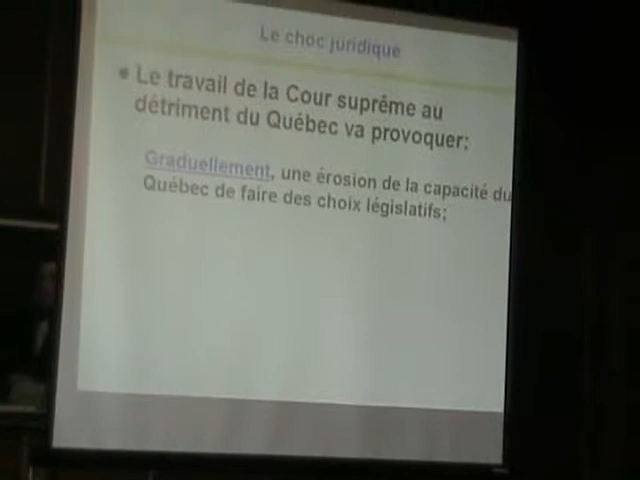 Le choc juridique
• Le travail de la Cour suprême au
détriment du Québec va provoquer:
Graduellement, une érosion de la capacité du
Québec de faire des choix législatifs;